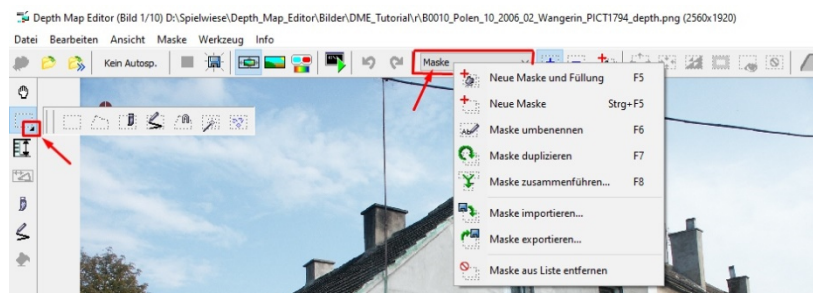 Depth Map Editor (Bild 1/10) D:\Spielwiese\Depth_Map_Editor\Bilder\DME_Tutorial\r\B0010_Polen_10_2006_02_Wangerin_PICT1794_depth.png (2560x1920)
Datei Bearbeiten Ansicht Maske Werkzeug Info
Kein Autosp. Maske
Neue Maske und Füllung F5
Neue Maske Strg+F5
Maske umbenennen F6
Maske duplizieren F7
Maske zusammenführen... F8
Maske importieren...
Maske exportieren...
Maske aus Liste entfernen